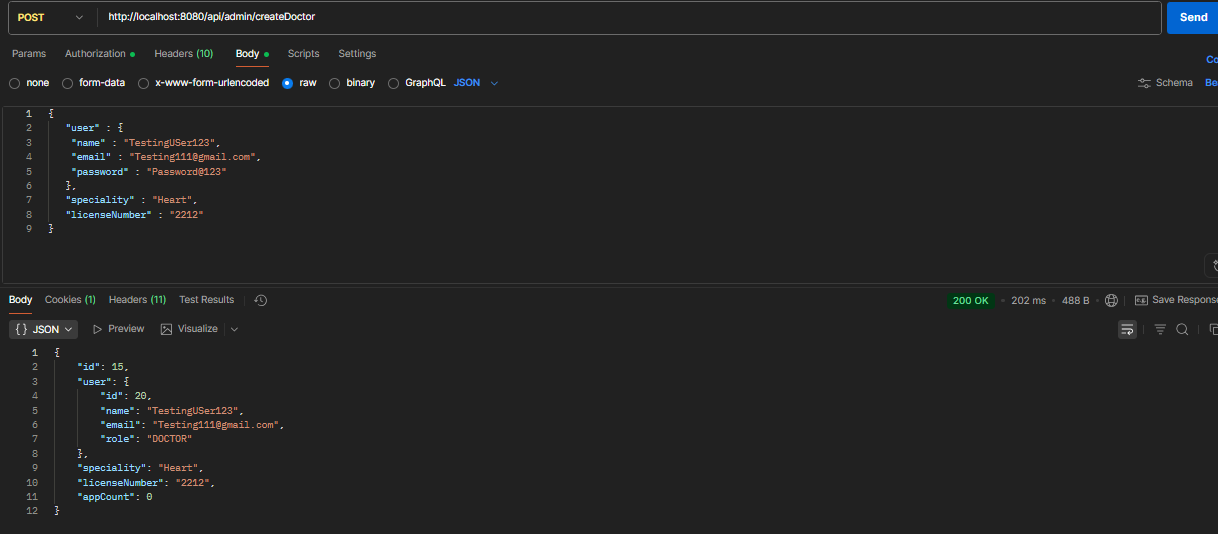 POST http://localhost:8080/api/admin/createDoctor Send
Params Authorization Headers (10) Body Scripts Settings
none form-data x-www-form-urlencoded raw binary GraphQL JSON Schema
1 {
2 "user" : {
3 "name" : "TestingUSer123",
4 "email" : "Testing111@gmail.com",
5 "password" : "Password@123"
6 },
7 "speciality" : "Heart",
8 "licenseNumber" : "2212"
9 }
Body Cookies (1) Headers (11) Test Results 200 OK • 202 ms • 488 B Save Response
{} JSON Preview Visualize
1 {
2 "id": 15,
3 "user": {
4 "id": 20,
5 "name": "TestingUSer123",
6 "email": "Testing111@gmail.com",
7 "role": "DOCTOR"
8 },
9 "speciality": "Heart",
10 "licenseNumber": "2212",
11 "appCount": 0
12 }